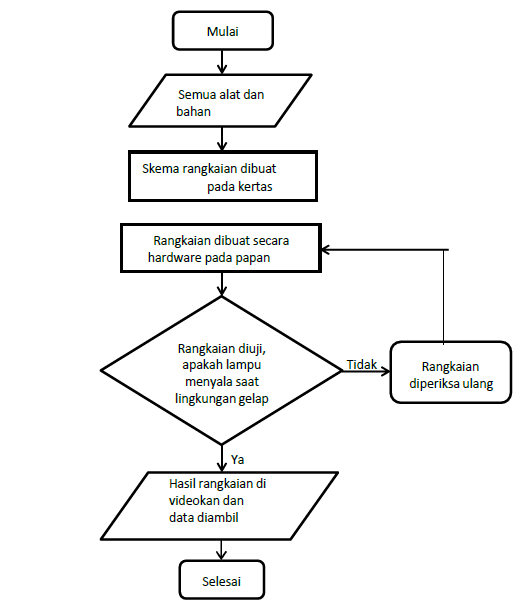 Mulai
Semua alat dan
bahan
Skema rangkaian dibuat
pada kertas
Rangkaian dibuat secara
hardware pada papan
Rangkaian diuji,
apakah lampu
menyala saat
lingkungan gelap
Tidak
Rangkaian
diperiksa ulang
Ya
Hasil rangkaian di
videokan dan
data diambil
Selesai